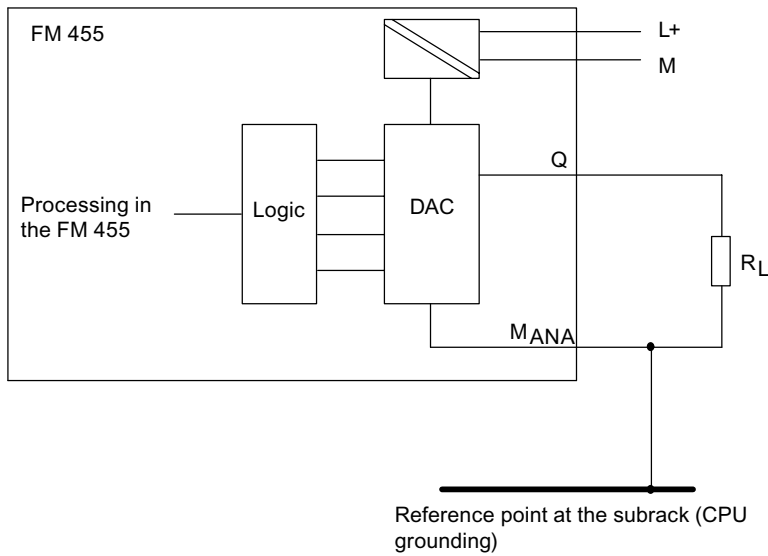 FM 455
L+
M
Q
Processing in
the FM 455
Logic
DAC
RL
MANA
Reference point at the subrack (CPU
grounding)